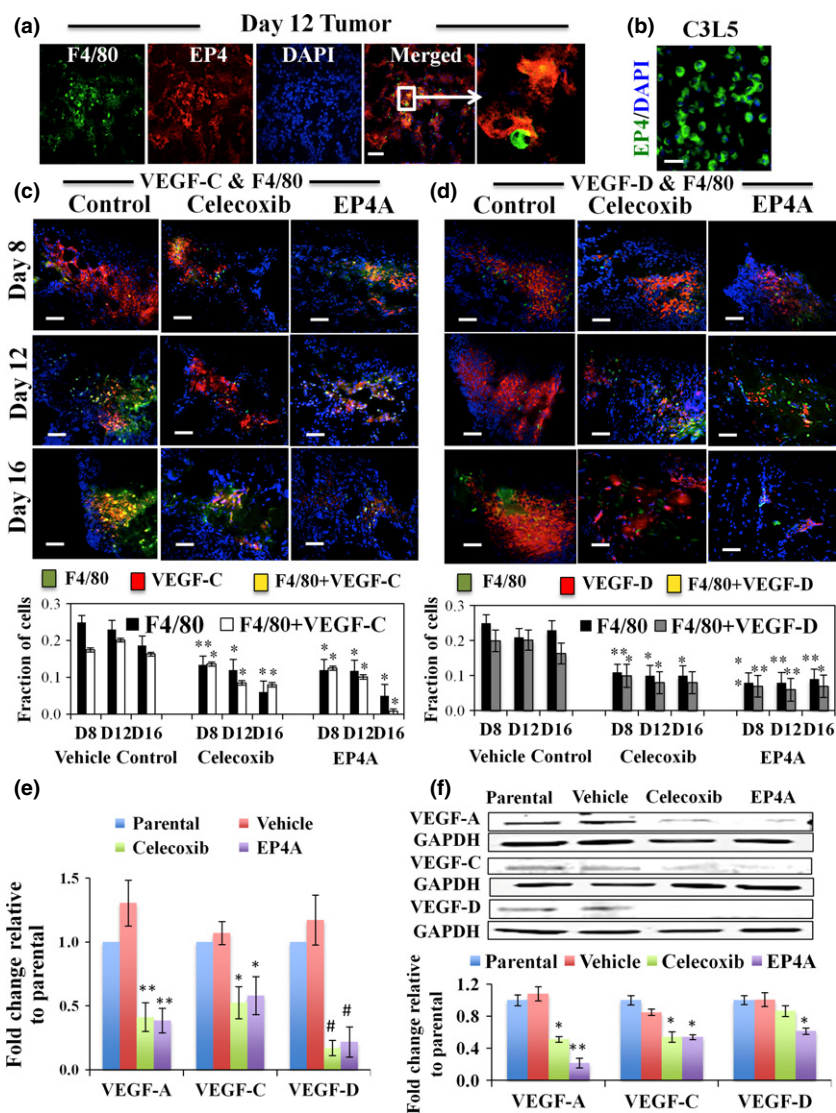 (a) Day 12 Tumor
F4/80 EP4 DAPI Merged
(b) C3L5
EP4/DAPI
(c) VEGF-C & F4/80
Control Celecoxib EP4A
Day 8
Day 12
Day 16
F4/80 VEGF-C F4/80+VEGF-C
Fraction of cells
0.3
0.2
0.1
0.0
F4/80 F4/80+VEGF-C
** * * * ** * * * * * *
D8 D12 D16 D8 D12 D16 D8 D12 D16
Vehicle Control Celecoxib EP4A
(d) VEGF-D & F4/80
Control Celecoxib EP4A
F4/80 VEGF-D F4/80+VEGF-D
Fraction of cells
0.3
0.2
0.1
0.0
F4/80 F4/80+VEGF-D
** * * * * * * ** ** ** ** *
D8 D12 D16 D8 D12 D16 D8 D12 D16
Vehicle Control Celecoxib EP4A
(e)
Parental Vehicle
Celecoxib EP4A
Fold change relative
to parental
1.5
1.0
0.5
0.0
** ** * * # #
VEGF-A VEGF-C VEGF-D
(f)
Parental Vehicle Celecoxib EP4A
VEGF-A
GAPDH
VEGF-C
GAPDH
VEGF-D
GAPDH
Parental Vehicle Celecoxib EP4A
Fold change relative
to parental
1.2
0.8
0.4
0.0
* ** * * *
VEGF-A VEGF-C VEGF-D